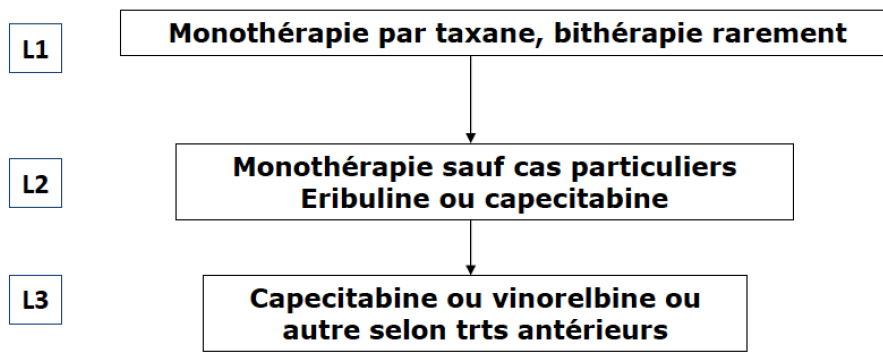 L1
Monothérapie par taxane, bithérapie rarement
L2
Monothérapie sauf cas particuliers
Eribuline ou capecitabine
L3
Capecitabine ou vinorelbine ou
autre selon trts antérieurs